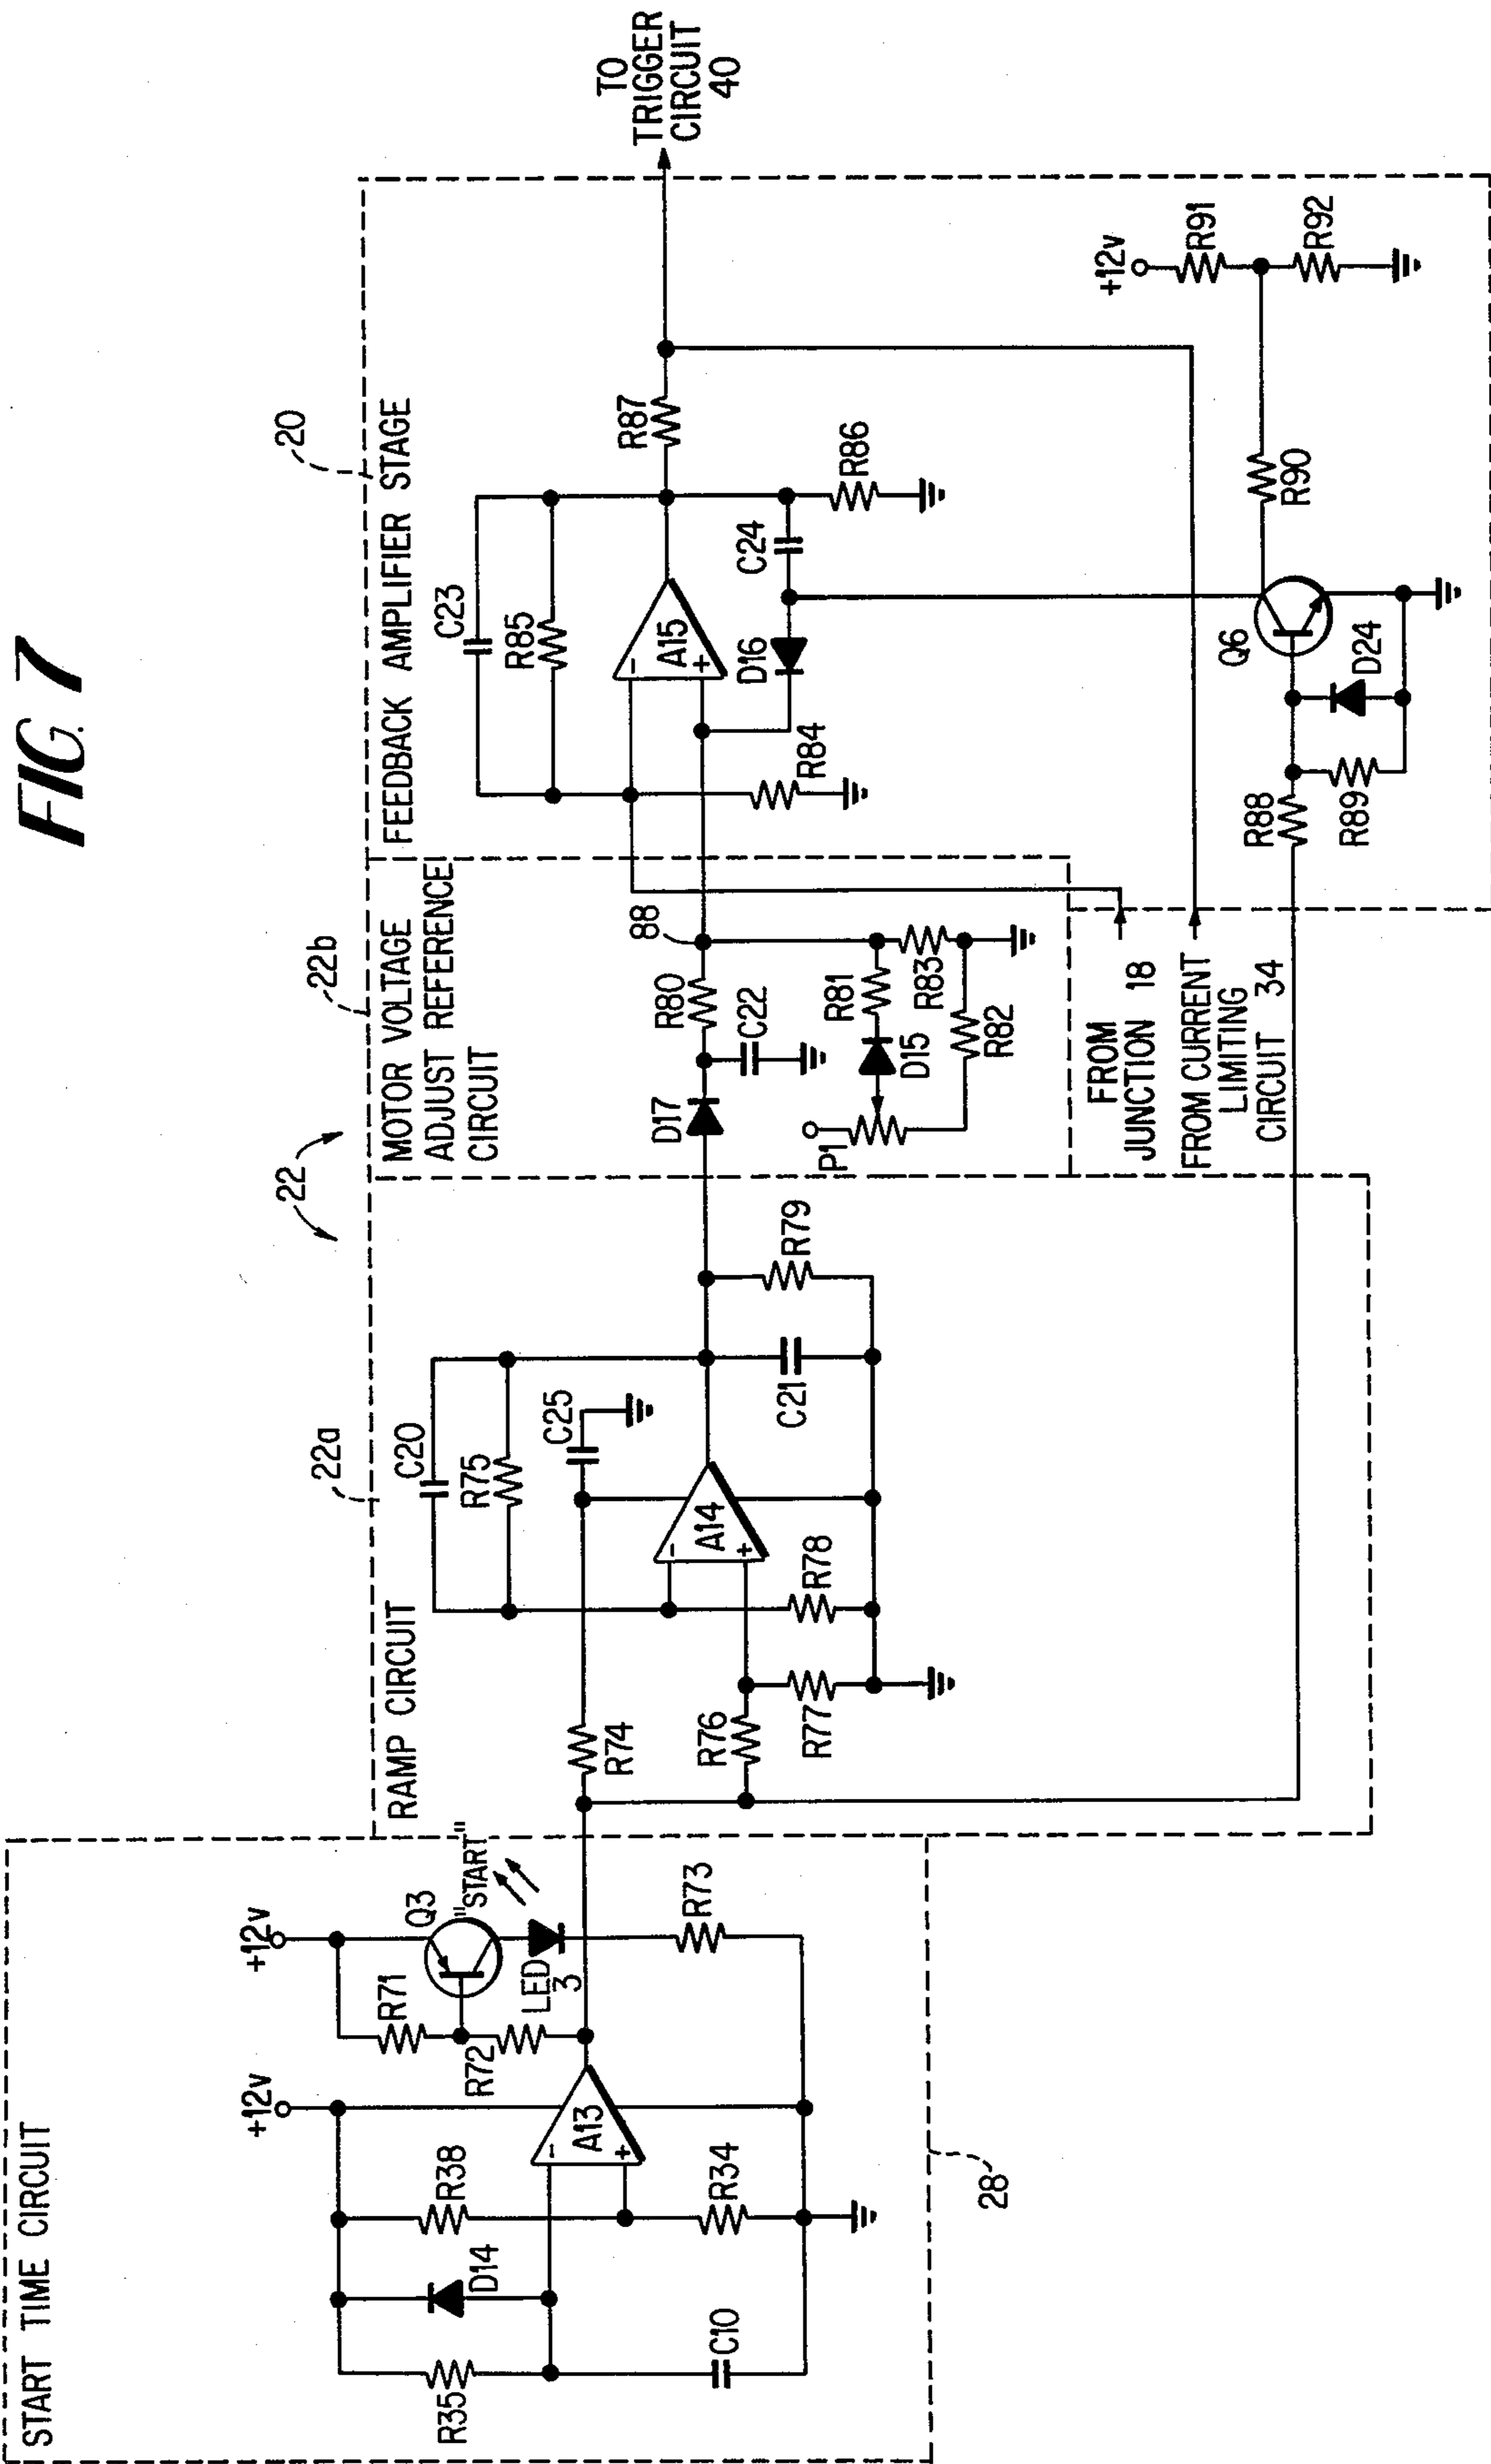 FIG. 7
START TIME CIRCUIT
+12v
+12v
R35
D14
R38
R71
Q3
"START"
R72
LED
3
A13
-
+
C10
R34
R73
28
22
22a
RAMP CIRCUIT
C20
R75
C25
R74
A14
-
+
R76
R77
R78
C21
R79
22b
MOTOR VOLTAGE
ADJUST REFERENCE
CIRCUIT
D17
R80
88
C22
P1
D15
R81
R83
R82
20
FEEDBACK AMPLIFIER STAGE
C23
R85
A15
-
+
R87
R84
D16
C24
R86
TO
TRIGGER
CIRCUIT
40
FROM
JUNCTION 18
FROM CURRENT
LIMITING
CIRCUIT 34
R88
R89
D24
Q6
R90
+12v
R91
R92